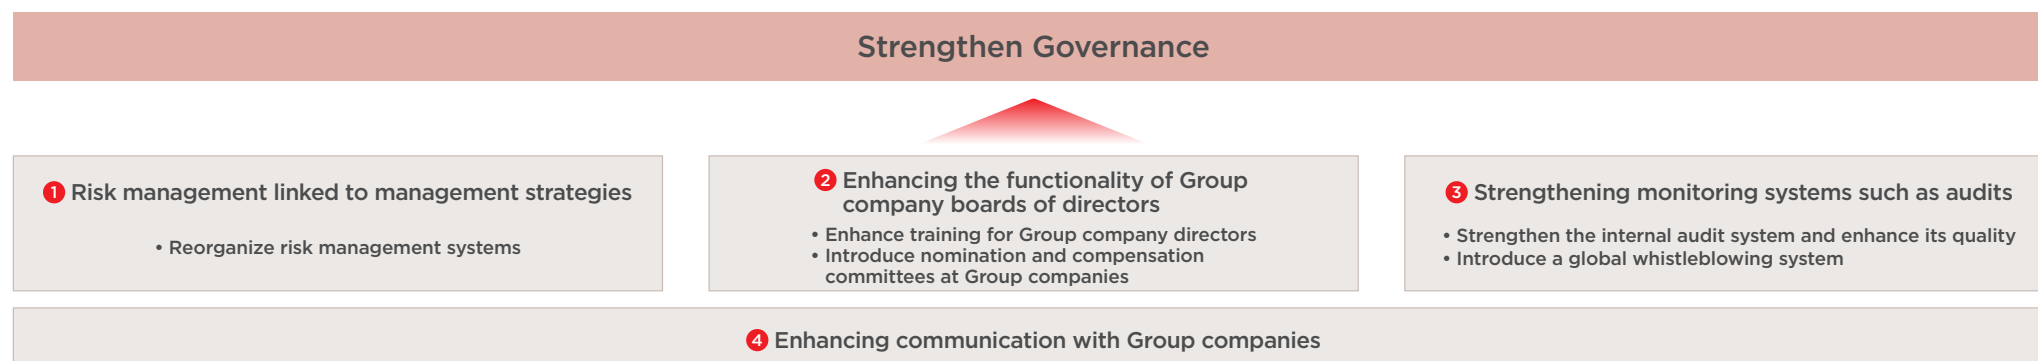 Strengthen Governance
1 Risk management linked to management strategies
• Reorganize risk management systems
2 Enhancing the functionality of Group
company boards of directors
• Enhance training for Group company directors
• Introduce nomination and compensation
committees at Group companies
3 Strengthening monitoring systems such as audits
• Strengthen the internal audit system and enhance its quality
• Introduce a global whistleblowing system
4 Enhancing communication with Group companies